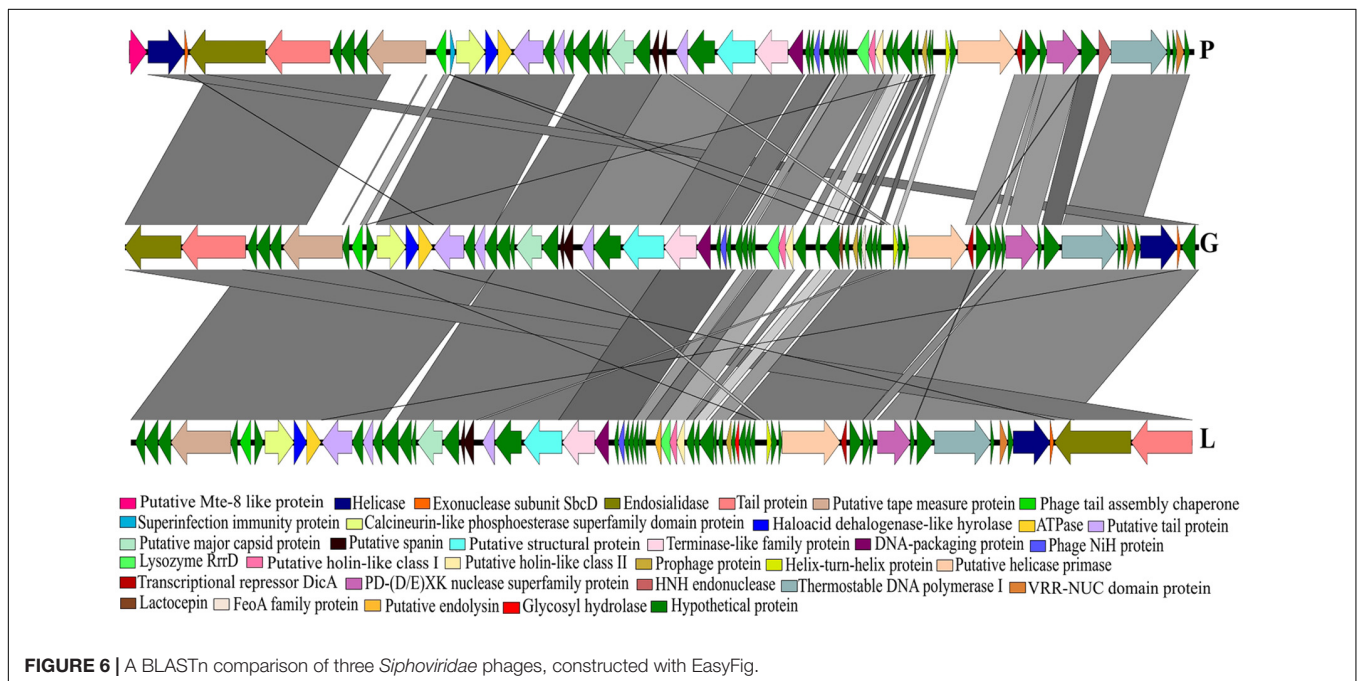 P
G
L
Putative Mte-8 like protein Helicase Exonuclease subunit SbcD Endosialidase Tail protein Putative tape measure protein Phage tail assembly chaperone
Superinfection immunity protein Calcineurin-like phosphoesterase superfamily domain protein Haloacid dehalogenase-like hyrolase ATPase Putative tail protein
Putative major capsid protein Putative spanin Putative structural protein Terminase-like family protein DNA-packaging protein Phage NiH protein
Lysozyme RrrD Putative holin-like class I Putative holin-like class II Prophage protein Helix-turn-helix protein Putative helicase primase
Transcriptional repressor DicA PD-(D/E)XK nuclease superfamily protein HNH endonuclease Thermostable DNA polymerase I VRR-NUC domain protein
Lactocepin FeoA family protein Putative endolysin Glycosyl hydrolase Hypothetical protein
FIGURE 6 | A BLASTn comparison of three Siphoviridae phages, constructed with EasyFig.